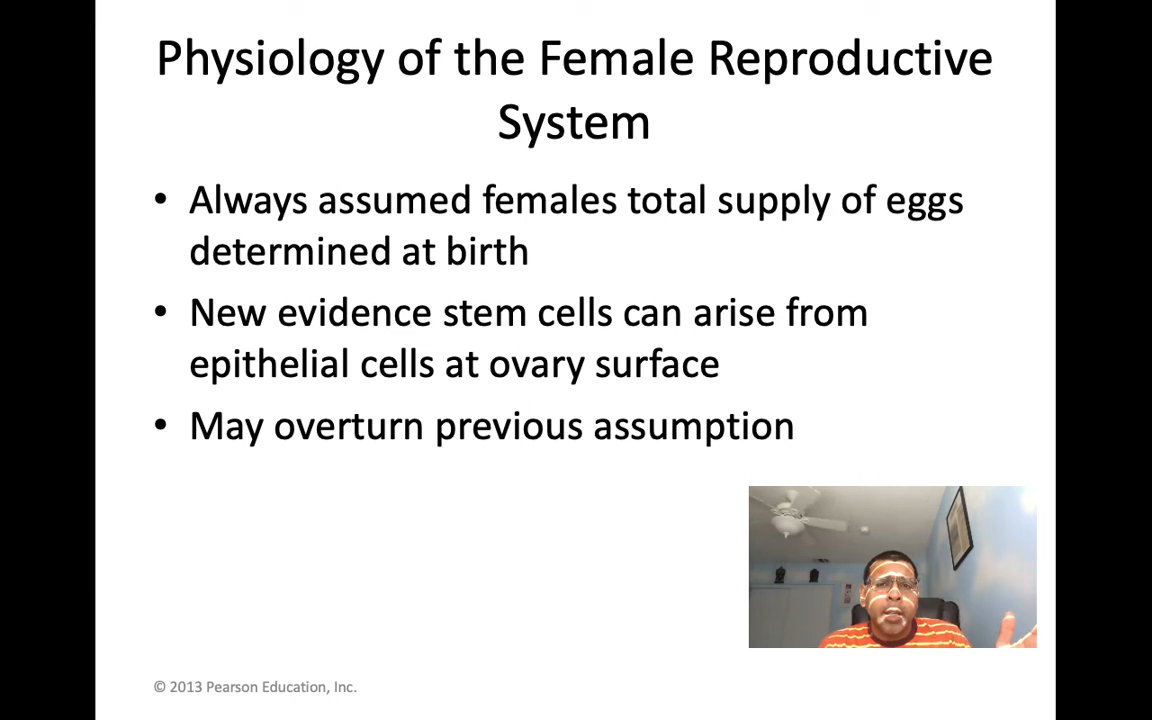 Physiology of the Female Reproductive
System
• Always assumed females total supply of eggs
determined at birth
• New evidence stem cells can arise from
epithelial cells at ovary surface
• May overturn previous assumption
© 2013 Pearson Education, Inc.